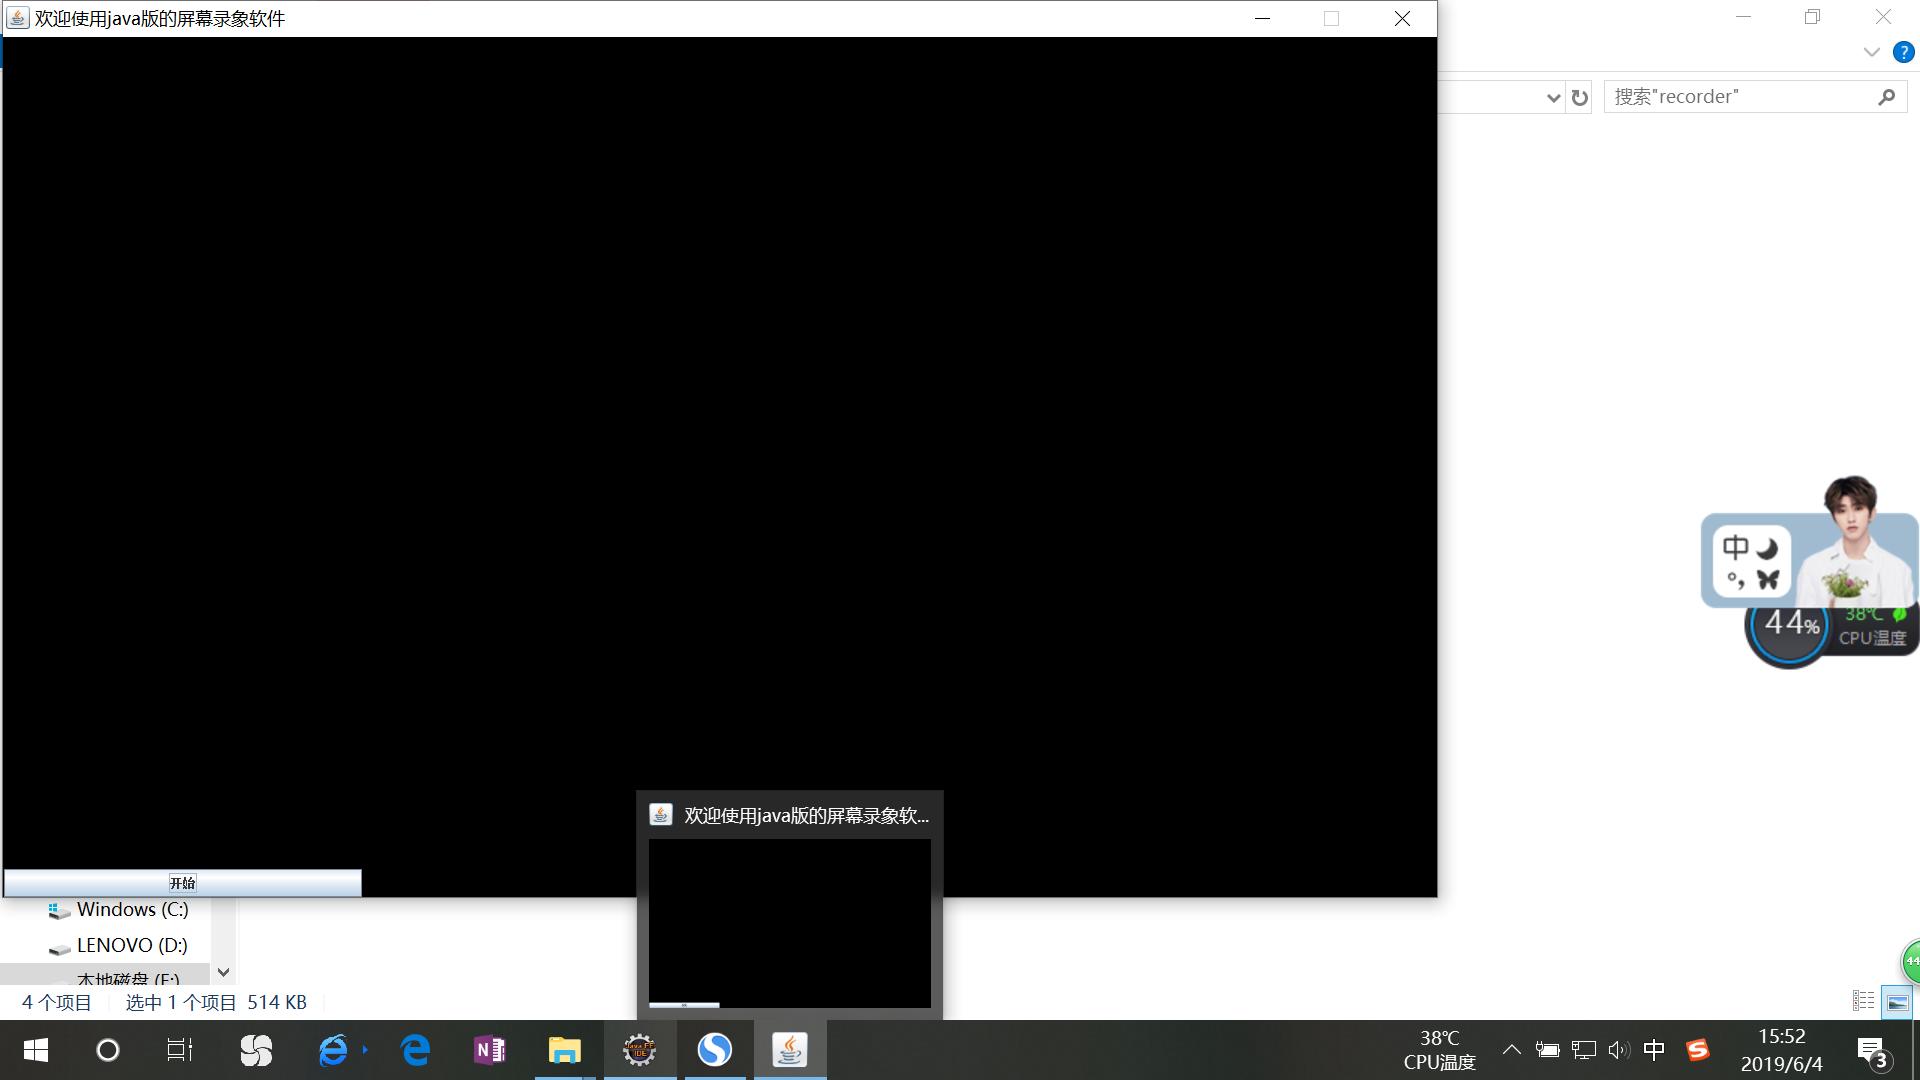 欢迎使用java版的屏幕录象软件
搜索"recorder"
中
38℃
44%
CPU温度
欢迎使用java版的屏幕录象软...
开始
Windows (C:)
LENOVO (D:)
本地磁盘 (E:)
44
4 个项目
选中 1 个项目 514 KB
38℃
CPU温度
中
15:52
2019/6/4
3